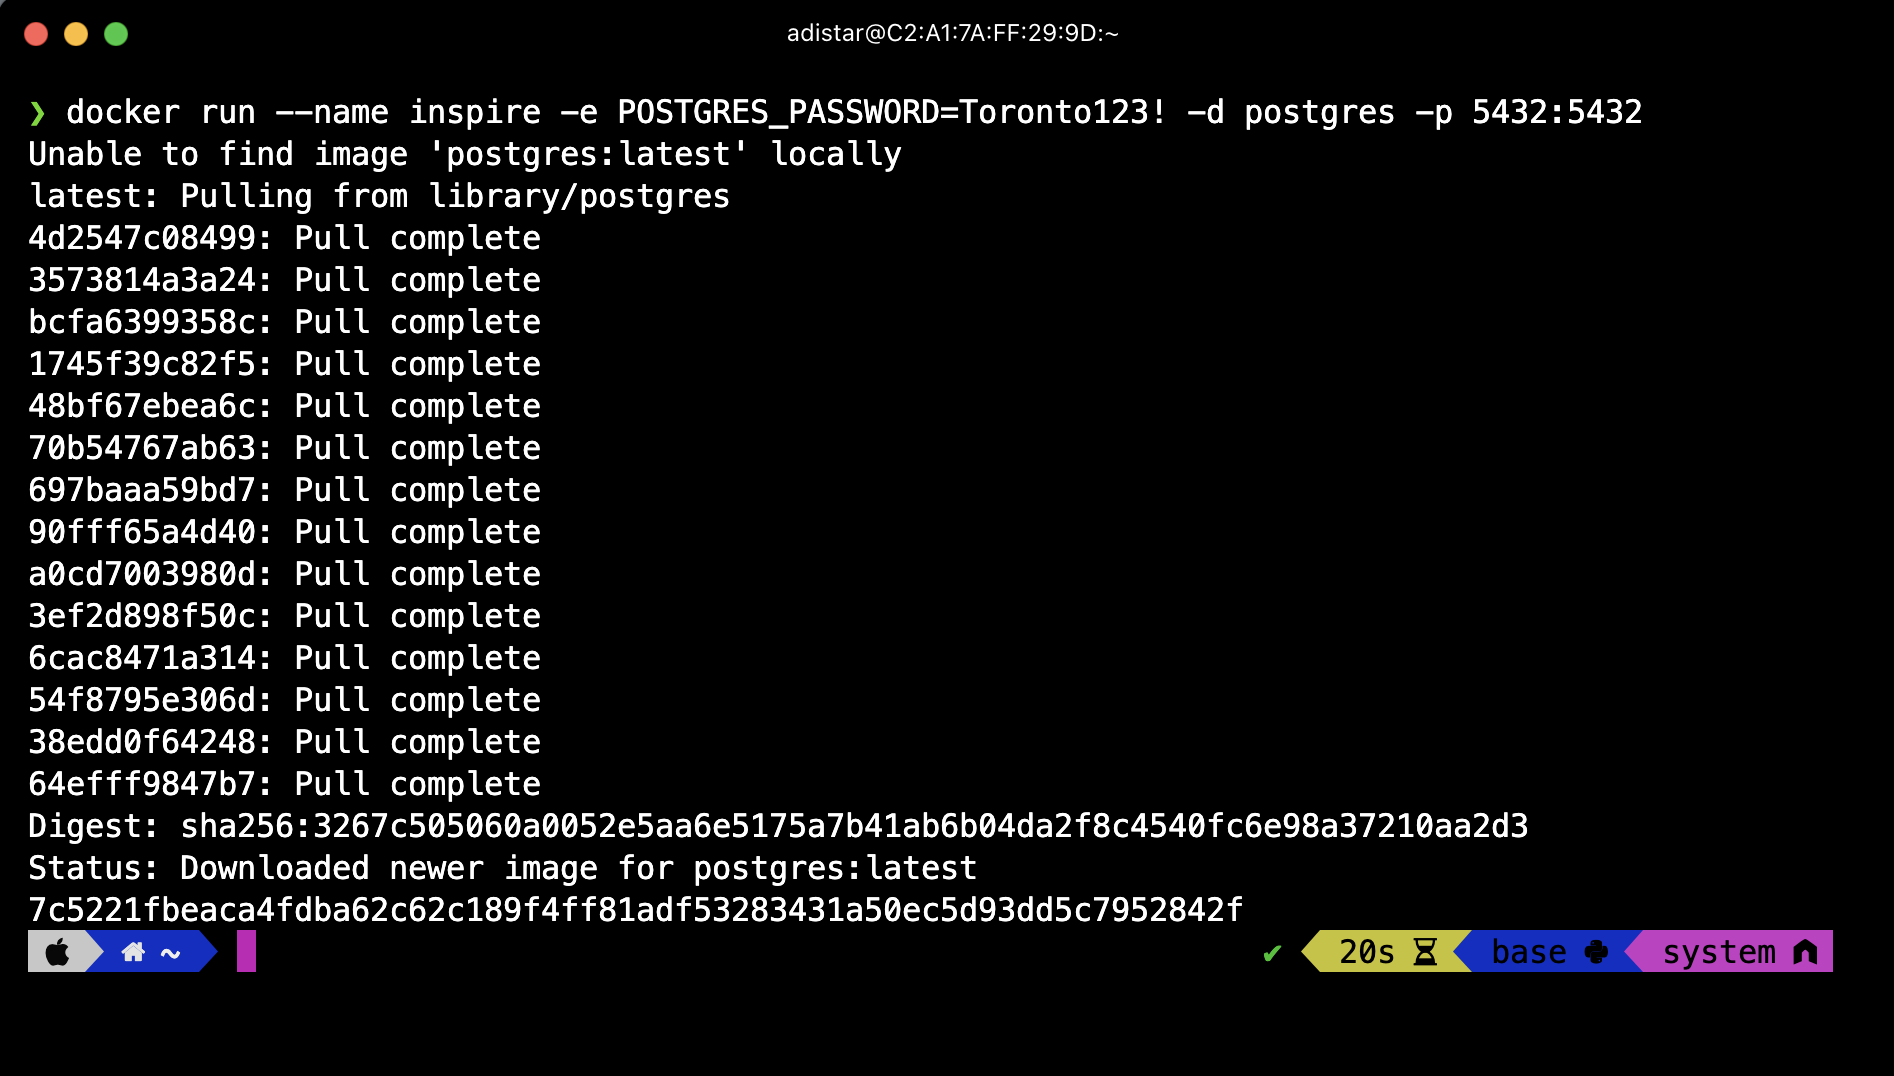 adistar@C2:A1:7A:FF:29:9D:~
❯ docker run --name inspire -e POSTGRES_PASSWORD=Toronto123! -d postgres -p 5432:5432
Unable to find image 'postgres:latest' locally
latest: Pulling from library/postgres
4d2547c08499: Pull complete
3573814a3a24: Pull complete
bcfa6399358c: Pull complete
1745f39c82f5: Pull complete
48bf67ebea6c: Pull complete
70b54767ab63: Pull complete
697baaa59bd7: Pull complete
90fff65a4d40: Pull complete
a0cd7003980d: Pull complete
3ef2d898f50c: Pull complete
6cac8471a314: Pull complete
54f8795e306d: Pull complete
38edd0f64248: Pull complete
64efff9847b7: Pull complete
Digest: sha256:3267c505060a0052e5aa6e5175a7b41ab6b04da2f8c4540fc6e98a37210aa2d3
Status: Downloaded newer image for postgres:latest
7c5221fbeaca4fdba62c62c189f4ff81adf53283431a50ec5d93dd5c7952842f
~ ✔ 20s base system